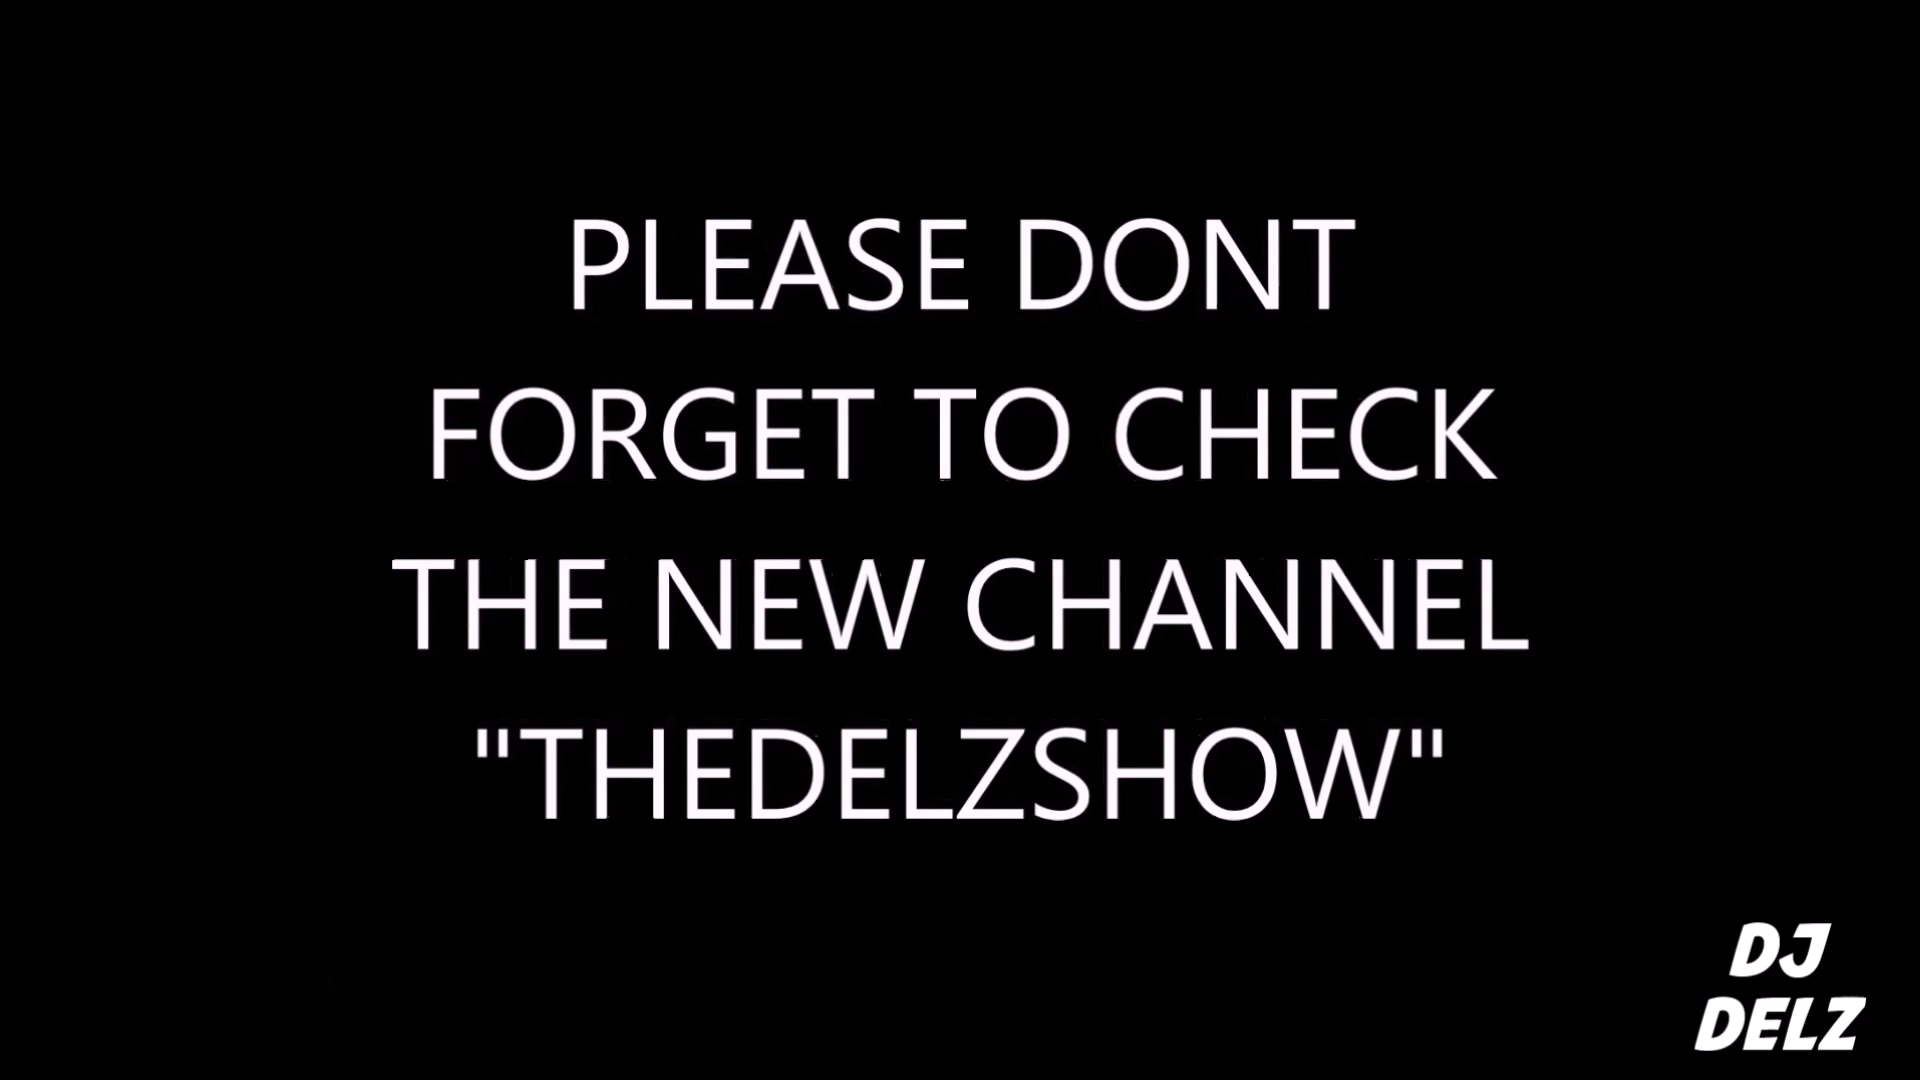 PLEASE DONT
FORGET TO CHECK
THE NEW CHANNEL
"THEDELZSHOW"
DJ
DELZ